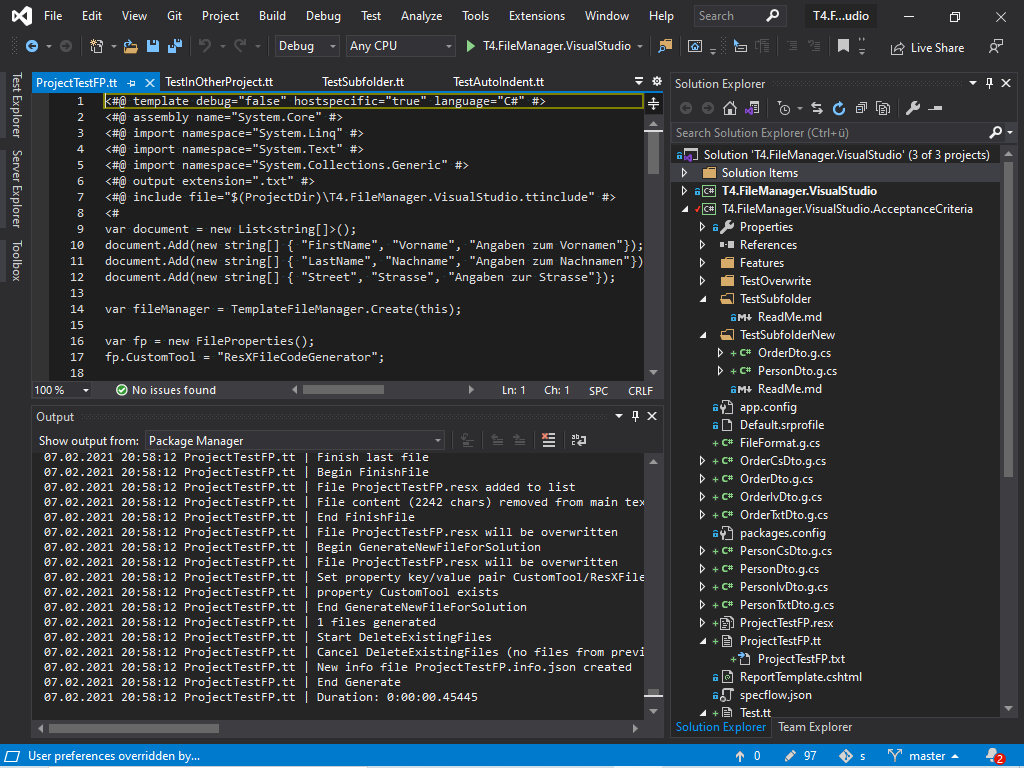 File Edit View Git Project Build Debug Test Analyze Tools Extensions Window Help Search T4.F...udio
Debug Any CPU T4.FileManager.VisualStudio Live Share
Test Explorer
Server Explorer
Toolbox
ProjectTestFP.tt TestInOtherProject.tt TestSubfolder.tt TestAutoIndent.tt
1 <#@ template debug="false" hostspecific="true" language="C#" #>
2 <#@ assembly name="System.Core" #>
3 <#@ import namespace="System.Linq" #>
4 <#@ import namespace="System.Text" #>
5 <#@ import namespace="System.Collections.Generic" #>
6 <#@ output extension=".txt" #>
7 <#@ include file="$(ProjectDir)\T4.FileManager.VisualStudio.ttinclude" #>
8 <#
9 var document = new List<string[]>();
10 document.Add(new string[] { "FirstName", "Vorname", "Angaben zum Vornamen"});
11 document.Add(new string[] { "LastName", "Nachname", "Angaben zum Nachnamen"})
12 document.Add(new string[] { "Street", "Strasse", "Angaben zur Strasse"});
13
14 var fileManager = TemplateFileManager.Create(this);
15
16 var fp = new FileProperties();
17 fp.CustomTool = "ResXFileCodeGenerator";
18
100 % No issues found Ln: 1 Ch: 1 SPC CRLF
Output
Show output from: Package Manager
07.02.2021 20:58:12 ProjectTestFP.tt | Finish last file
07.02.2021 20:58:12 ProjectTestFP.tt | Begin FinishFile
07.02.2021 20:58:12 ProjectTestFP.tt | File ProjectTestFP.resx added to list
07.02.2021 20:58:12 ProjectTestFP.tt | File content (2242 chars) removed from main tex
07.02.2021 20:58:12 ProjectTestFP.tt | End FinishFile
07.02.2021 20:58:12 ProjectTestFP.tt | File ProjectTestFP.resx will be overwritten
07.02.2021 20:58:12 ProjectTestFP.tt | Begin GenerateNewFileForSolution
07.02.2021 20:58:12 ProjectTestFP.tt | File ProjectTestFP.resx will be overwritten
07.02.2021 20:58:12 ProjectTestFP.tt | Set property key/value pair CustomTool/ResXFile
07.02.2021 20:58:12 ProjectTestFP.tt | property CustomTool exists
07.02.2021 20:58:12 ProjectTestFP.tt | End GenerateNewFileForSolution
07.02.2021 20:58:12 ProjectTestFP.tt | 1 files generated
07.02.2021 20:58:12 ProjectTestFP.tt | Start DeleteExistingFiles
07.02.2021 20:58:12 ProjectTestFP.tt | Cancel DeleteExistingFiles (no files from previ
07.02.2021 20:58:12 ProjectTestFP.tt | New info file ProjectTestFP.info.json created
07.02.2021 20:58:12 ProjectTestFP.tt | End Generate
07.02.2021 20:58:12 ProjectTestFP.tt | Duration: 0:00:00.45445
Solution Explorer
Search Solution Explorer (Ctrl+ü)
Solution 'T4.FileManager.VisualStudio' (3 of 3 projects)
Solution Items
C# T4.FileManager.VisualStudio
C# T4.FileManager.VisualStudio.AcceptanceCriteria
Properties
References
Features
TestOverwrite
TestSubfolder
M↓ ReadMe.md
TestSubfolderNew
C# OrderDto.g.cs
C# PersonDto.g.cs
M↓ ReadMe.md
app.config
Default.srprofile
C# FileFormat.g.cs
C# OrderCsDto.g.cs
C# OrderDto.g.cs
C# OrderIvDto.g.cs
C# OrderTxtDto.g.cs
packages.config
C# PersonCsDto.g.cs
C# PersonDto.g.cs
C# PersonIvDto.g.cs
C# PersonTxtDto.g.cs
ProjectTestFP.resx
ProjectTestFP.tt
ProjectTestFP.txt
ReportTemplate.cshtml
specflow.json
Test.tt
Solution Explorer Team Explorer
User preferences overridden by... 0 97 s master 2